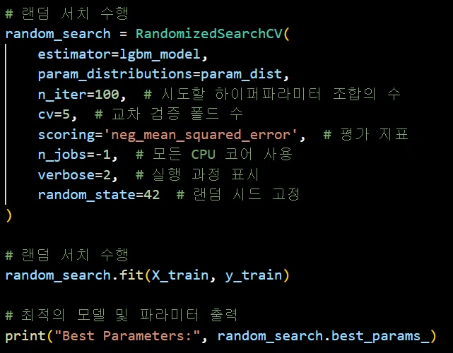 # 랜덤 서치 수행
random_search = RandomizedSearchCV(
    estimator=lgbm_model,
    param_distributions=param_dist,
    n_iter=100,  # 시도할 하이퍼파라미터 조합의 수
    cv=5,  # 교차 검증 폴드 수
    scoring='neg_mean_squared_error',  # 평가 지표
    n_jobs=-1,  # 모든 CPU 코어 사용
    verbose=2,  # 실행 과정 표시
    random_state=42  # 랜덤 시드 고정
)
# 랜덤 서치 수행
random_search.fit(X_train, y_train)
# 최적의 모델 및 파라미터 출력
print("Best Parameters:", random_search.best_params_)